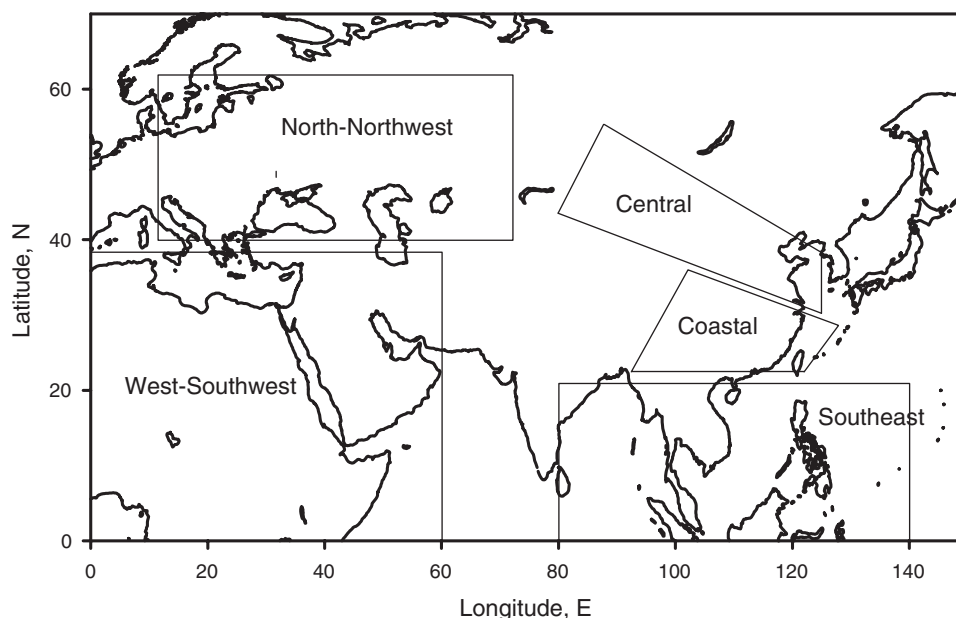 60
North-Northwest
Central
40
Latitude, N
Coastal
20
West-Southwest
Southeast
0
0 20 40 60 80 100 120 140
Longitude, E